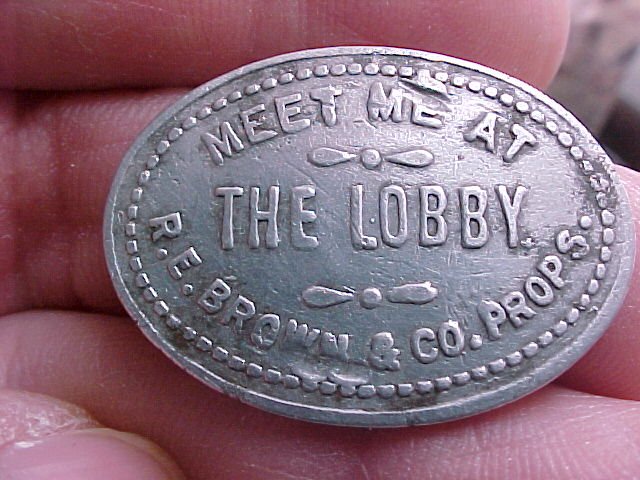 MEET ME AT
THE LOBBY.
R.E. BROWN & CO. PROPS.